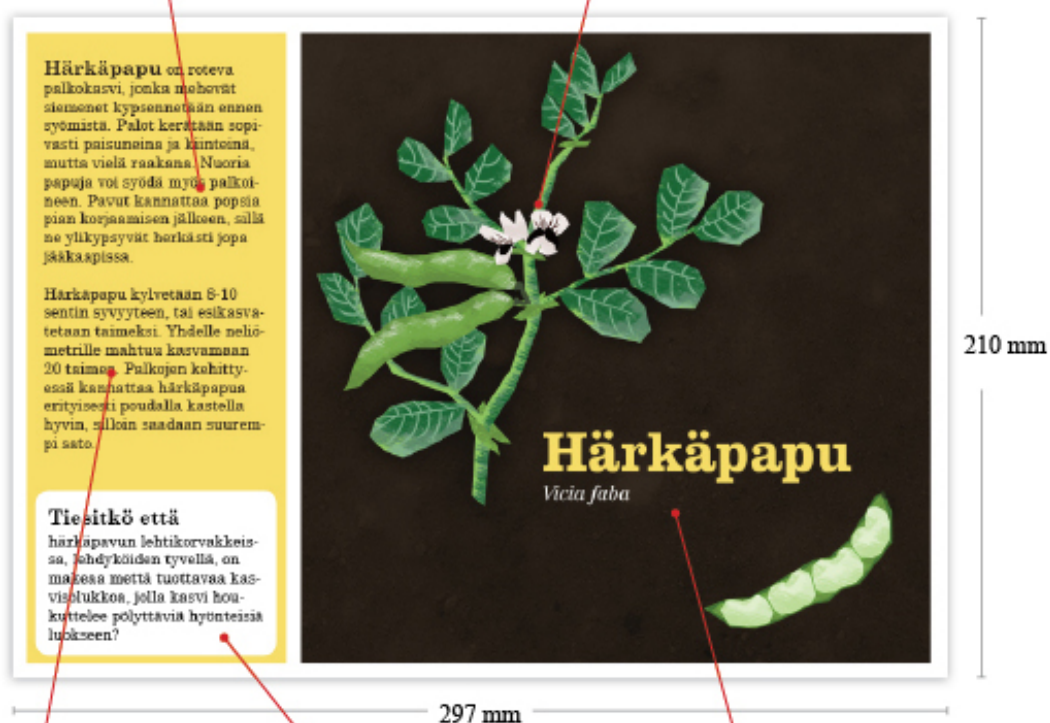 Härkäpapu on roteva
palkokasvi, jonka mehevät
siemenet kypsennetään ennen
syömistä. Palot kerätään sopi-
vasti paisuneina ja kiinteinä,
mutta vielä raakana. Nuoria
papuja voi syödä myös palkoi-
neen. Pavut kannattaa popsia
pian korjaamisen jälkeen, sillä
ne ylikypsyvät herkästi jopa
jääkaapissa.
Härkäpapu kylvetään 8-10
sentin syvyyteen, tai esikasva-
tetaan taimeksi. Yhdelle neliö-
metrille mahtuu kasvamaan
20 taimea. Palkojen kehitty-
essä kannattaa härkäpapua
erityisesti poudalla kastella
hyvin, silloin saadaan suurem-
pi sato.
Tiesitkö että
härkäpavun lehtikorvakkeis-
sa, lehdyköiden tyvellä, on
makeaa mettä tuottavaa kas-
visolukkoa, jolla kasvi hou-
kuttelee pölyttäviä hyönteisiä
luokseen?
Härkäpapu
Vicia faba
210 mm
297 mm